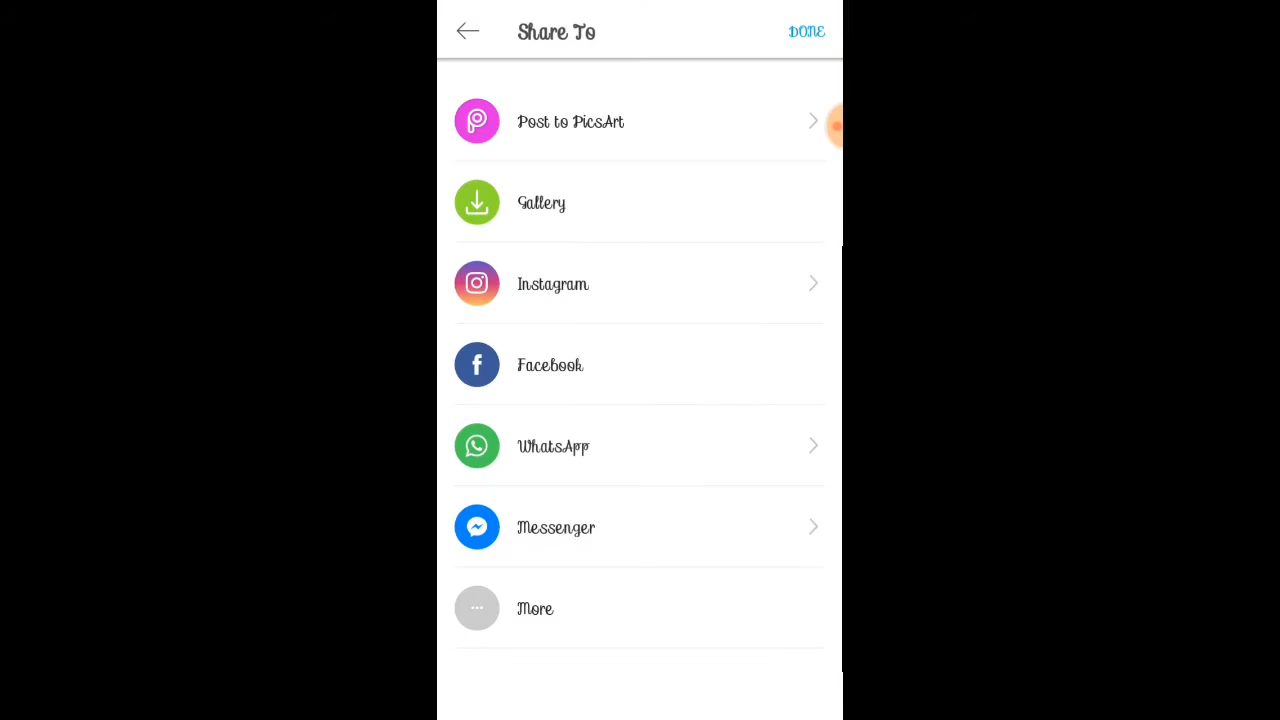 Share To
DONE
Post to PicsArt
Gallery
Instagram
Facebook
WhatsApp
Messenger
More